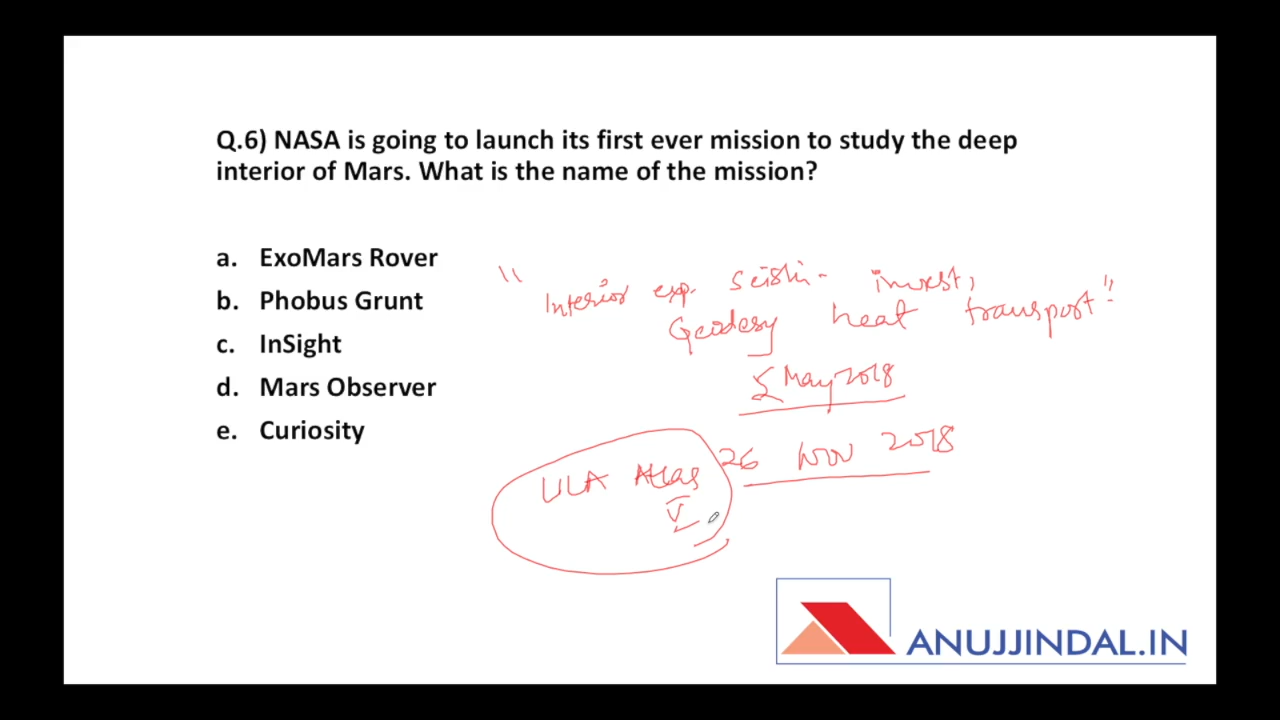 Q.6) NASA is going to launch its first ever mission to study the deep
interior of Mars. What is the name of the mission?
a. ExoMars Rover
b. Phobus Grunt
c. InSight
d. Mars Observer
e. Curiosity
"Interior exp. invest,
Geodesy heat transport"
5 May 2018
26 NOV 2018
ULA Atlas
V
ANUJJINDAL.IN